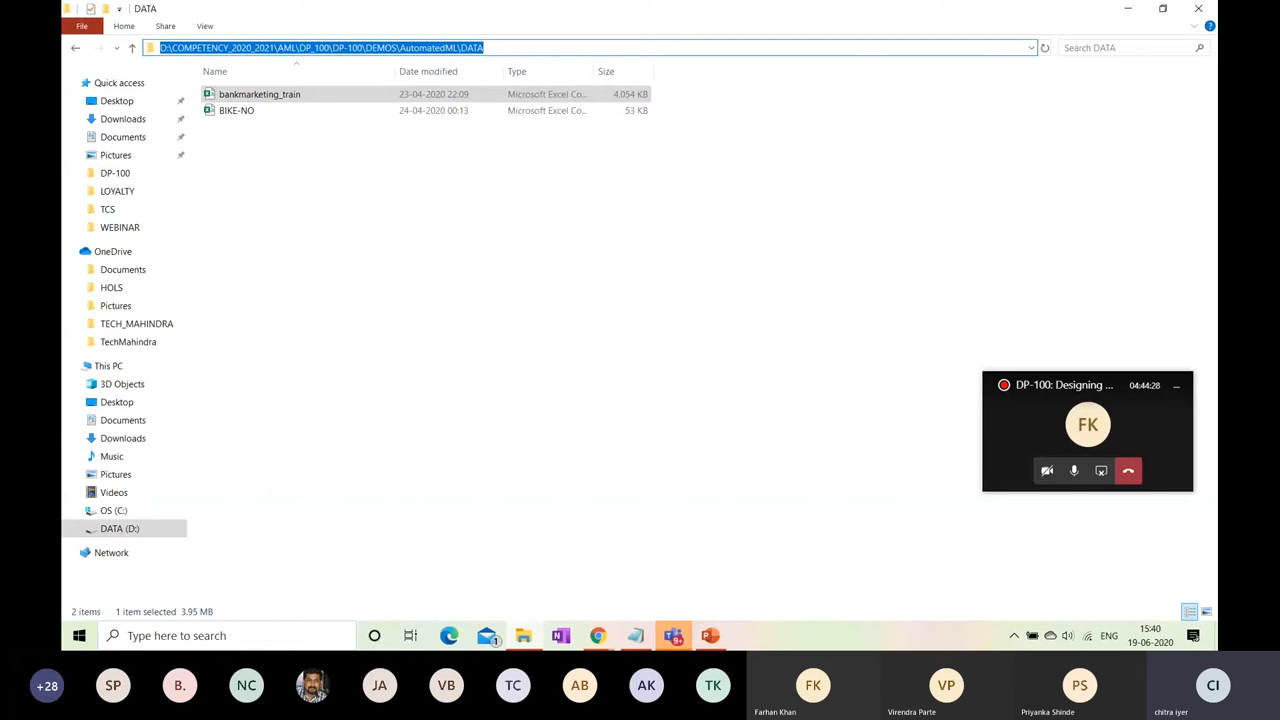 DATA
File Home Share View
D:\COMPETENCY_2020_2021\AML\DP_100\DP-100\DEMOS\AutomatedML\DATA
Search DATA
Name Date modified Type Size
Quick access
bankmarketing_train 23-04-2020 22:09 Microsoft Excel Co... 4,054 KB
Desktop
BIKE-NO 24-04-2020 00:13 Microsoft Excel Co... 53 KB
Downloads
Documents
Pictures
DP-100
LOYALTY
TCS
WEBINAR
OneDrive
Documents
HOLS
Pictures
TECH_MAHINDRA
TechMahindra
This PC
3D Objects
Desktop
Documents
Downloads
Music
Pictures
Videos
OS (C:)
DATA (D:)
Network
DP-100: Designing ... 04:44:28 ...
FK
2 items 1 item selected 3.95 MB
Type here to search
1
9+
ENG
15:40
19-06-2020
+28 SP B. NC JA VB TC AB AK TK FK VP PS CI
Farhan Khan Virendra Parte Priyanka Shinde chitra iyer